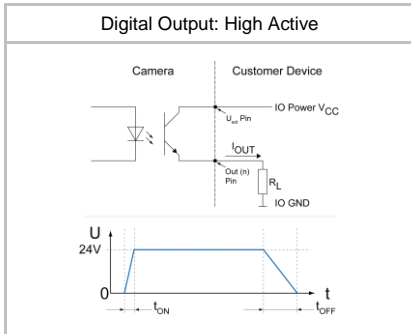 Digital Output: High Active
Camera
Customer Device
IO Power VCC
Uext Pin
IOUT
Out (n)
Pin
RL
IO GND
U
24V
0
t
tON
tOFF